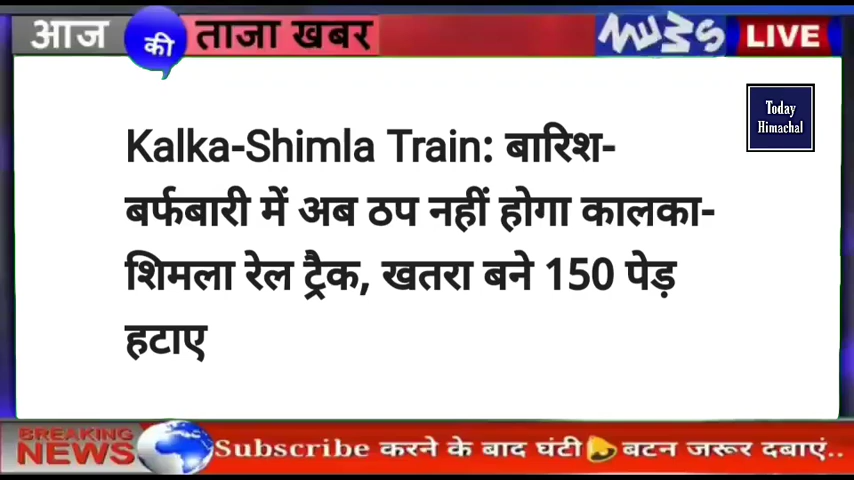 आज की ताजा खबर
NEWS LIVE
Today
Himachal
Kalka-Shimla Train: बारिश-
बर्फबारी में अब ठप नहीं होगा कालका-
शिमला रेल ट्रैक, खतरा बने 150 पेड़
हटाए
BREAKING
NEWS
Subscribe करने के बाद घंटी बटन जरूर दबाएं..